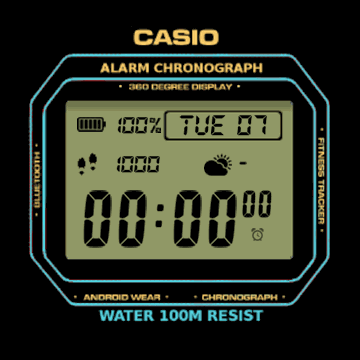 CASIO
ALARM CHRONOGRAPH
• 360 DEGREE DISPLAY •
100% TUE 07
1000 -
00:00 00
• BLUETOOTH •
• FITNESS TRACKER •
• ANDROID WEAR • • CHRONOGRAPH •
WATER 100M RESIST